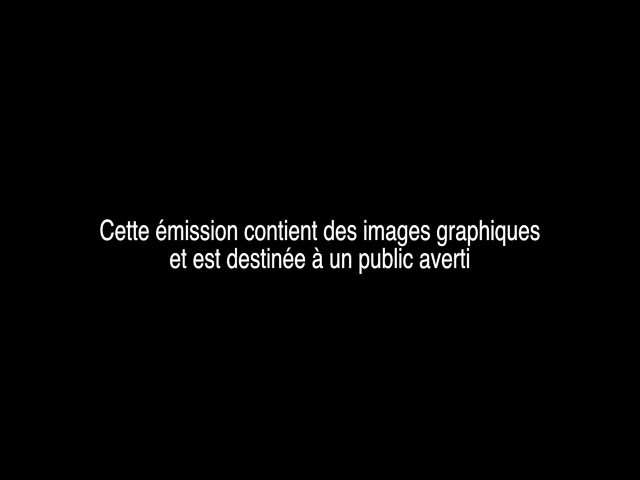 Cette émission contient des images graphiques
et est destinée à un public averti